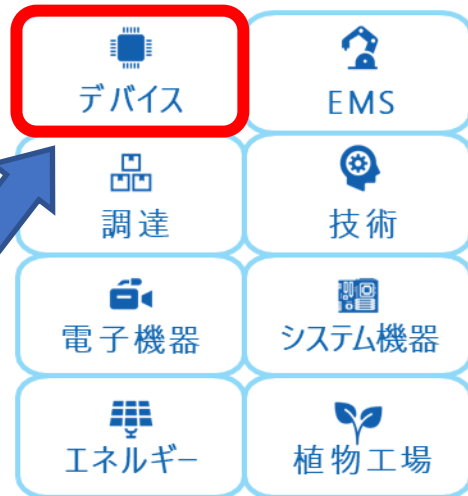 デバイス
EMS
調達
技術
電子機器
システム機器
エネルギー
植物工場